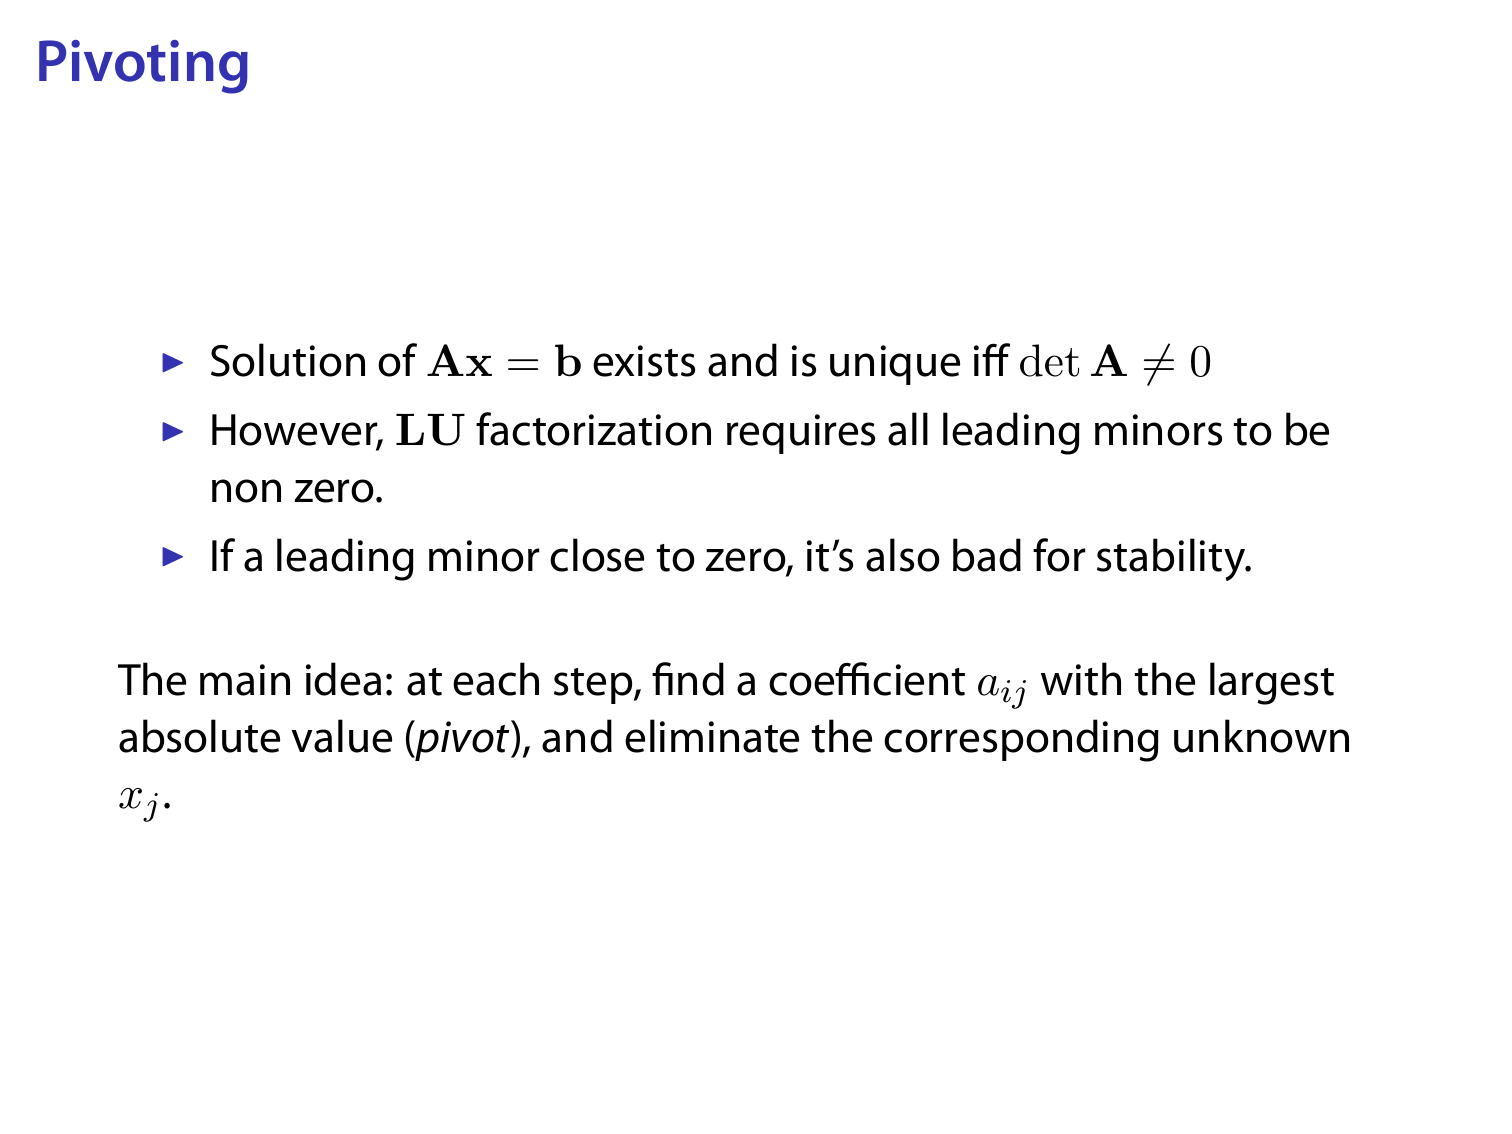 Pivoting
▶ Solution of Ax = b exists and is unique iff det A ≠ 0
▶ However, LU factorization requires all leading minors to be
non zero.
▶ If a leading minor close to zero, it’s also bad for stability.
The main idea: at each step, find a coefficient a_{ij} with the largest
absolute value (pivot), and eliminate the corresponding unknown
x_j.